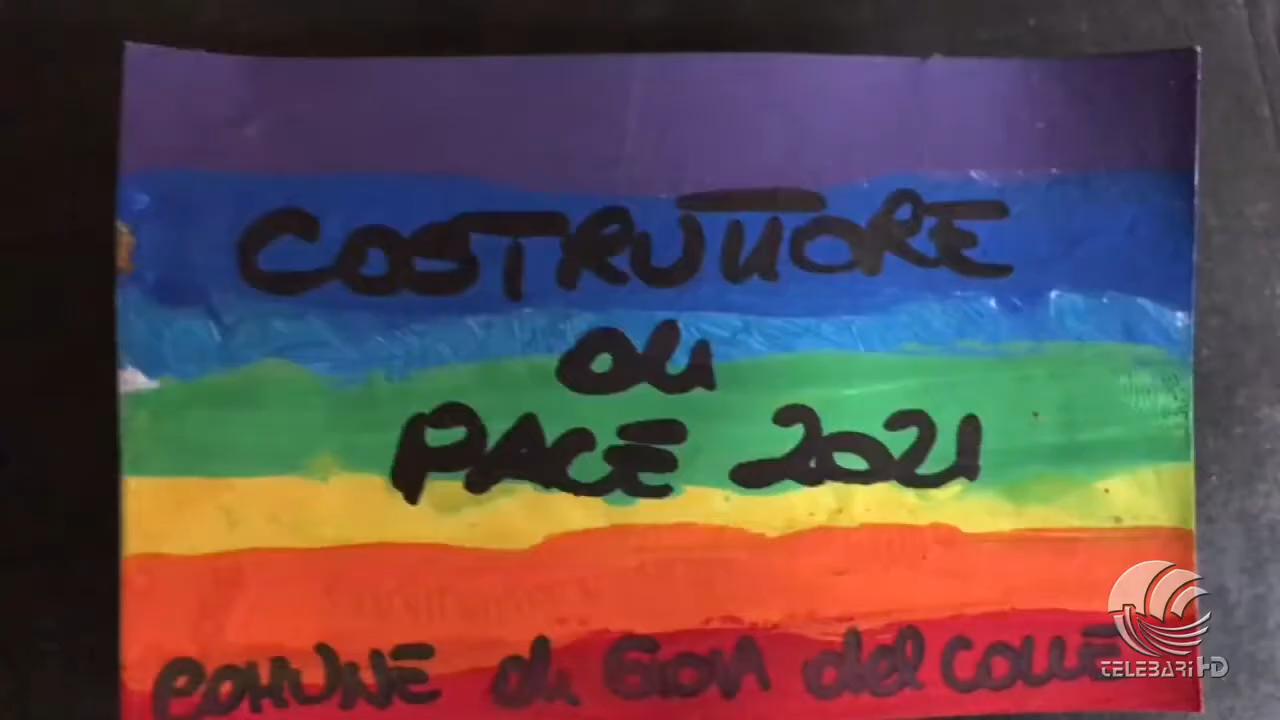 COSTRUTTORE
di
PACE 2021
COMUNE di GIOIA del COLLE
TELEBARI HD